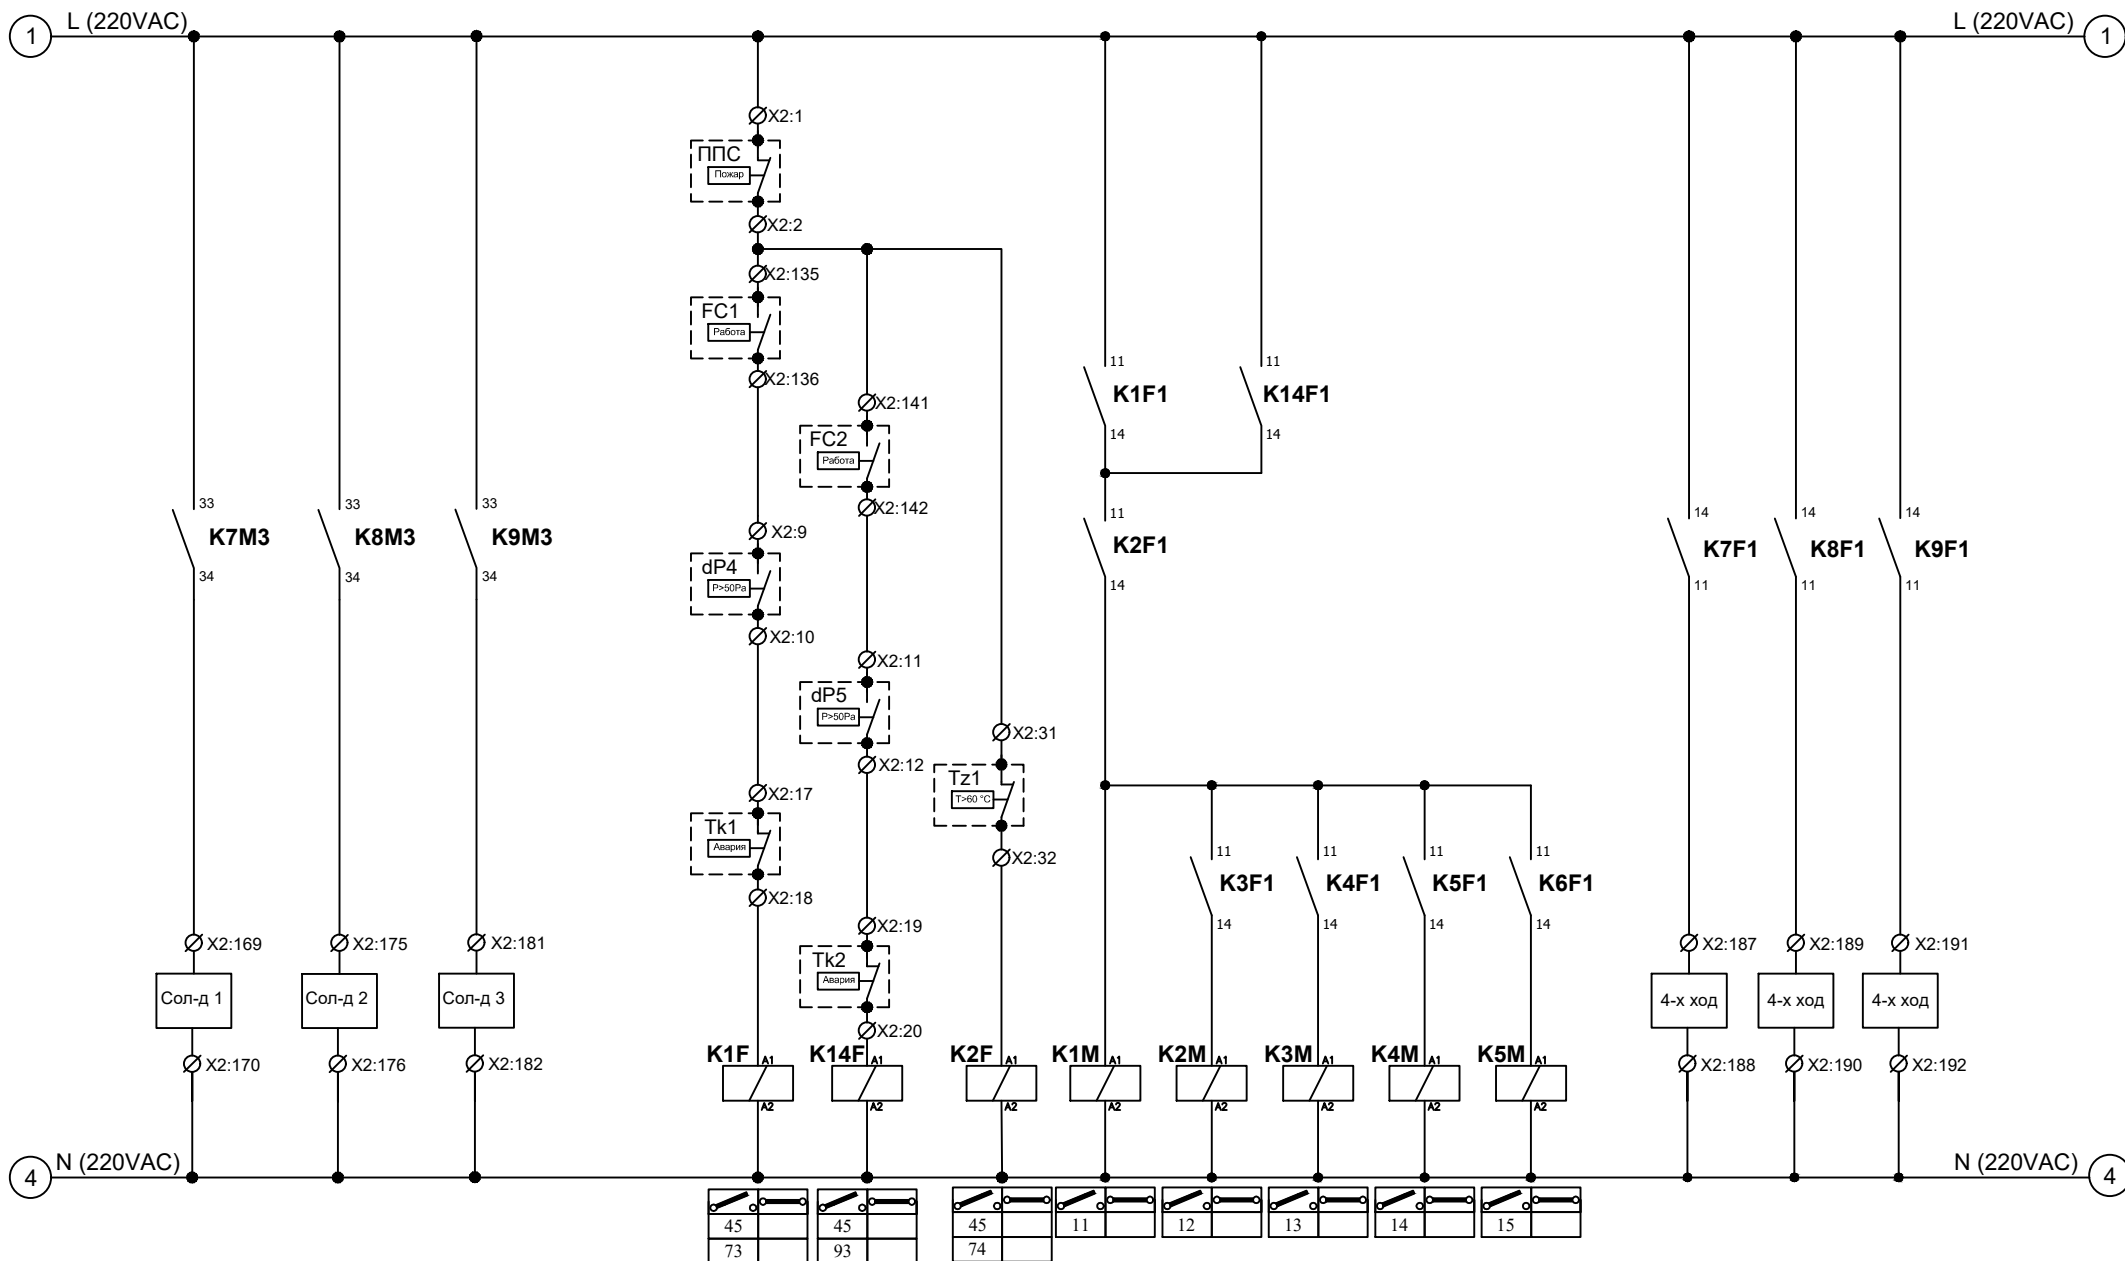 L (220VAC)
L (220VAC)
1
1
X2:1
ППС
Пожар
X2:2
X2:135
FC1
Работа
X2:136
X2:141
FC2
Работа
X2:142
11
K1F1
14
11
K14F1
14
33
K7M3
34
33
K8M3
34
33
K9M3
34
X2:9
dP4
P>50Pa
X2:10
11
K2F1
14
14
K7F1
11
14
K8F1
11
14
K9F1
11
X2:11
dP5
P>50Pa
X2:12
X2:31
Tz1
T>60 °C
X2:32
X2:17
Tk1
Авария
X2:18
11
K3F1
14
11
K4F1
14
11
K5F1
14
11
K6F1
14
X2:19
Tk2
Авария
X2:20
X2:169
Сол-д 1
X2:170
X2:175
Сол-д 2
X2:176
X2:181
Сол-д 3
X2:182
X2:187
4-х ход
X2:188
X2:189
4-х ход
X2:190
X2:191
4-х ход
X2:192
K1F
A1
A2
K14F
A1
A2
K2F
A1
A2
K1M
A1
A2
K2M
A1
A2
K3M
A1
A2
K4M
A1
A2
K5M
A1
A2
N (220VAC)
N (220VAC)
4
4
45
73
45
93
45
74
11
12
13
14
15